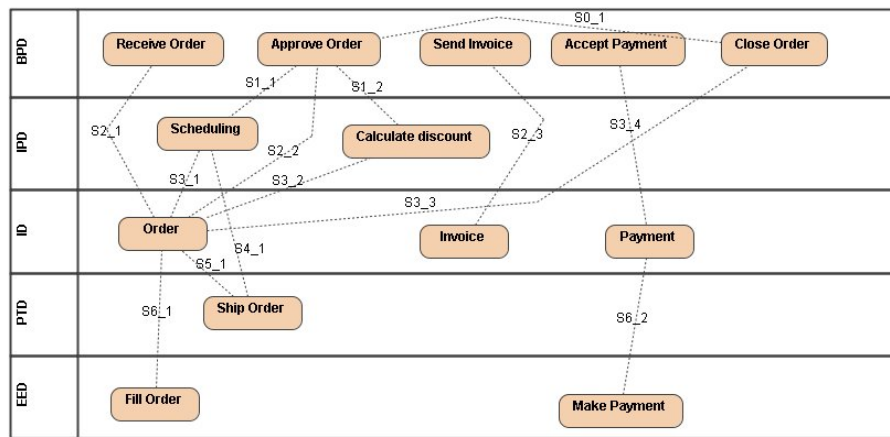 S0_1
BPD
Receive Order
Approve Order
Send Invoice
Accept Payment
Close Order
S1_1
S1_2
IPD
S2_1
Scheduling
S2_2
Calculate discount
S2_3
S3_4
S3_1
S3_2
S3_3
ID
Order
Invoice
Payment
S4_1
S5_1
PTD
S6_1
Ship Order
S6_2
EED
Fill Order
Make Payment